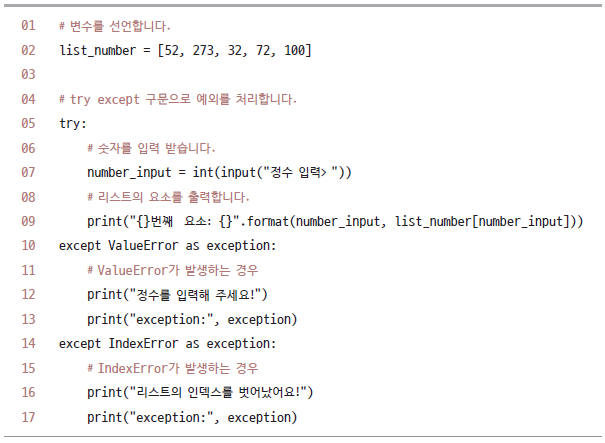 01 # 변수를 선언합니다.
02 list_number = [52, 273, 32, 72, 100]
03
04 # try except 구문으로 예외를 처리합니다.
05 try:
06     # 숫자를 입력 받습니다.
07     number_input = int(input("정수 입력> "))
08     # 리스트의 요소를 출력합니다.
09     print("{}번째 요소: {}".format(number_input, list_number[number_input]))
10 except ValueError as exception:
11     # ValueError가 발생하는 경우
12     print("정수를 입력해 주세요!")
13     print("exception:", exception)
14 except IndexError as exception:
15     # IndexError가 발생하는 경우
16     print("리스트의 인덱스를 벗어났어요!")
17     print("exception:", exception)